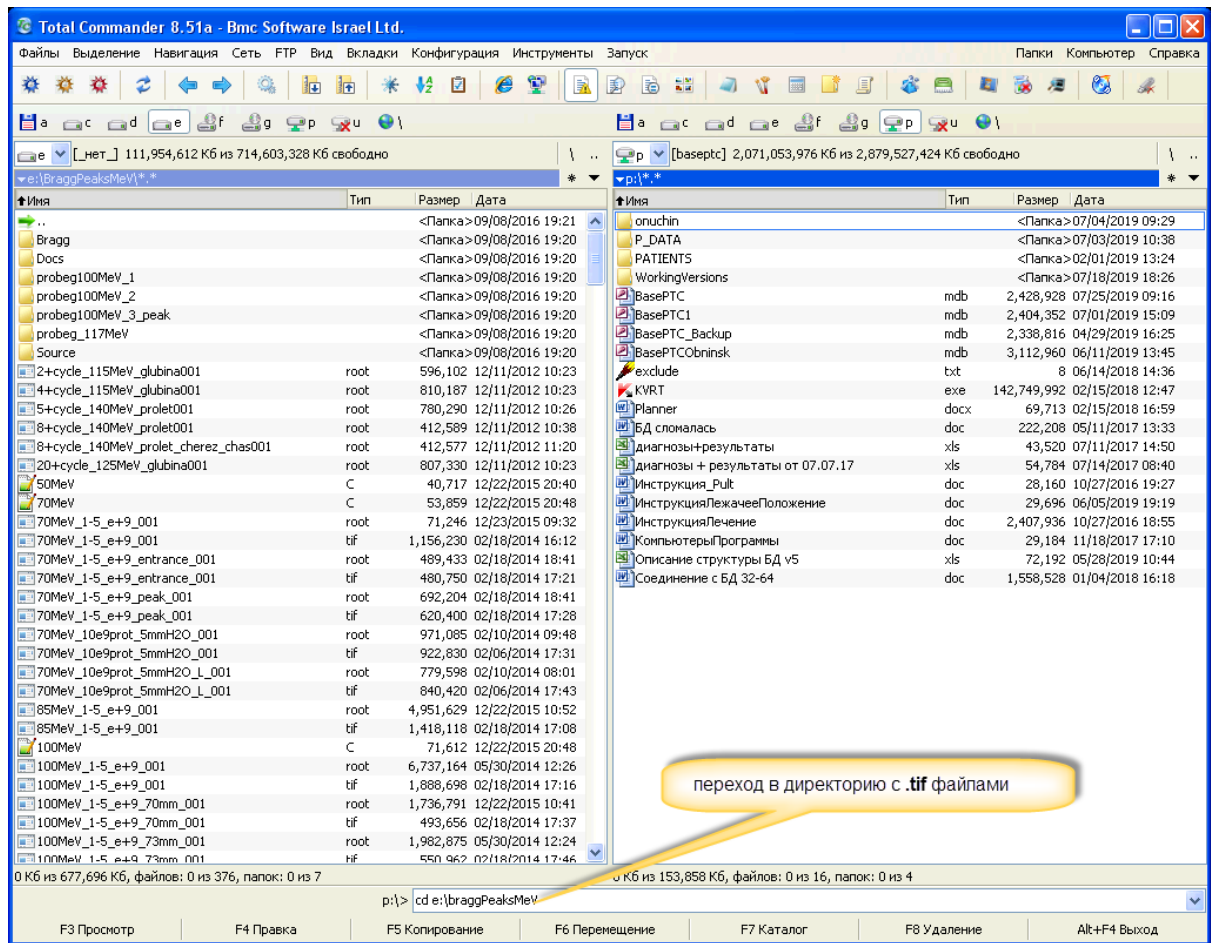 Total Commander 8.51a - Bmc Software Israel Ltd.
Файлы Выделение Навигация Сеть FTP Вид Вкладки Конфигурация Инструменты Запуск Папки Компьютер Справка
a c d e f g p u \ a c d e f g p u \
e [_нет_] 111,954,612 Кб из 714,603,328 Кб свободно \ .. p [baseptc] 2,071,053,976 Кб из 2,879,527,424 Кб свободно \ ..
e:\BraggPeaksMeV\*.* * p:\*.* *
Имя Тип Размер Дата Имя Тип Размер Дата
.. <Папка> 09/08/2016 19:21 onuchin <Папка> 07/04/2019 09:29
Bragg <Папка> 09/08/2016 19:20 P_DATA <Папка> 07/03/2019 10:38
Docs <Папка> 09/08/2016 19:20 PATIENTS <Папка> 02/01/2019 13:24
probeg100MeV_1 <Папка> 09/08/2016 19:20 WorkingVersions <Папка> 07/18/2019 18:26
probeg100MeV_2 <Папка> 09/08/2016 19:20 BasePTC mdb 2,428,928 07/25/2019 09:16
probeg100MeV_3_peak <Папка> 09/08/2016 19:20 BasePTC1 mdb 2,404,352 07/01/2019 15:09
probeg_117MeV <Папка> 09/08/2016 19:20 BasePTC_Backup mdb 2,338,816 04/29/2019 16:25
Source <Папка> 09/08/2016 19:20 BasePTCObninsk mdb 3,112,960 06/11/2019 13:45
2+cycle_115MeV_glubina001 root 596,102 12/11/2012 10:23 exclude txt 8 06/14/2018 14:36
4+cycle_115MeV_glubina001 root 810,187 12/11/2012 10:23 KVRT exe 142,749,992 02/15/2018 12:47
5+cycle_140MeV_prolet001 root 780,290 12/11/2012 10:26 Planner docx 69,713 02/15/2018 16:59
8+cycle_140MeV_prolet001 root 412,589 12/11/2012 10:38 БД сломалась doc 222,208 05/11/2017 13:33
8+cycle_140MeV_prolet_cherez_chas001 root 412,577 12/11/2012 11:20 диагнозы+результаты xls 43,520 07/11/2017 14:50
20+cycle_125MeV_glubina001 root 807,330 12/11/2012 10:23 диагнозы + результаты от 07.07.17 xls 54,784 07/14/2017 08:40
50MeV C 40,717 12/22/2015 20:40 Инструкция_Pult doc 28,160 10/27/2016 19:27
70MeV C 53,859 12/22/2015 20:48 ИнструкцияЛежачееПоложение doc 29,696 06/05/2019 19:19
70MeV_1-5_e+9_001 root 71,246 12/23/2015 09:32 ИнструкцияЛечение doc 2,407,936 10/27/2016 18:55
70MeV_1-5_e+9_001 tif 1,156,230 02/18/2014 16:12 КомпьютерыПрограммы doc 29,184 11/18/2017 17:10
70MeV_1-5_e+9_entrance_001 root 489,433 02/18/2014 18:41 Описание структуры БД v5 xls 72,192 05/28/2019 10:44
70MeV_1-5_e+9_entrance_001 tif 480,750 02/18/2014 17:21 Соединение с БД 32-64 doc 1,558,528 01/04/2018 16:18
70MeV_1-5_e+9_peak_001 root 692,204 02/18/2014 18:41
70MeV_1-5_e+9_peak_001 tif 620,400 02/18/2014 17:28
70MeV_10e9prot_5mmH2O_001 root 971,085 02/10/2014 09:48
70MeV_10e9prot_5mmH2O_001 tif 922,830 02/06/2014 17:31
70MeV_10e9prot_5mmH2O_L_001 root 779,598 02/10/2014 08:01
70MeV_10e9prot_5mmH2O_L_001 tif 840,420 02/06/2014 17:43
85MeV_1-5_e+9_001 root 4,951,629 12/22/2015 10:52
85MeV_1-5_e+9_001 tif 1,418,118 02/18/2014 17:08
100MeV C 71,612 12/22/2015 20:48
100MeV_1-5_e+9_001 root 6,737,164 05/30/2014 12:26
100MeV_1-5_e+9_001 tif 1,888,698 02/18/2014 17:16
переход в директорию с .tif файлами
100MeV_1-5_e+9_70mm_001 root 1,736,791 12/22/2015 10:41
100MeV_1-5_e+9_70mm_001 tif 493,656 02/18/2014 17:37
100MeV_1-5_e+9_73mm_001 root 1,982,875 05/30/2014 12:24
100MeV_1-5_e+9_73mm_001 tif 550,962 02/18/2014 17:46
0 Кб из 677,696 Кб, файлов: 0 из 376, папок: 0 из 7 0 Кб из 153,858 Кб, файлов: 0 из 16, папок: 0 из 4
p:\> cd e:\braggPeaksMeV
F3 Просмотр F4 Правка F5 Копирование F6 Перемещение F7 Каталог F8 Удаление Alt+F4 Выход